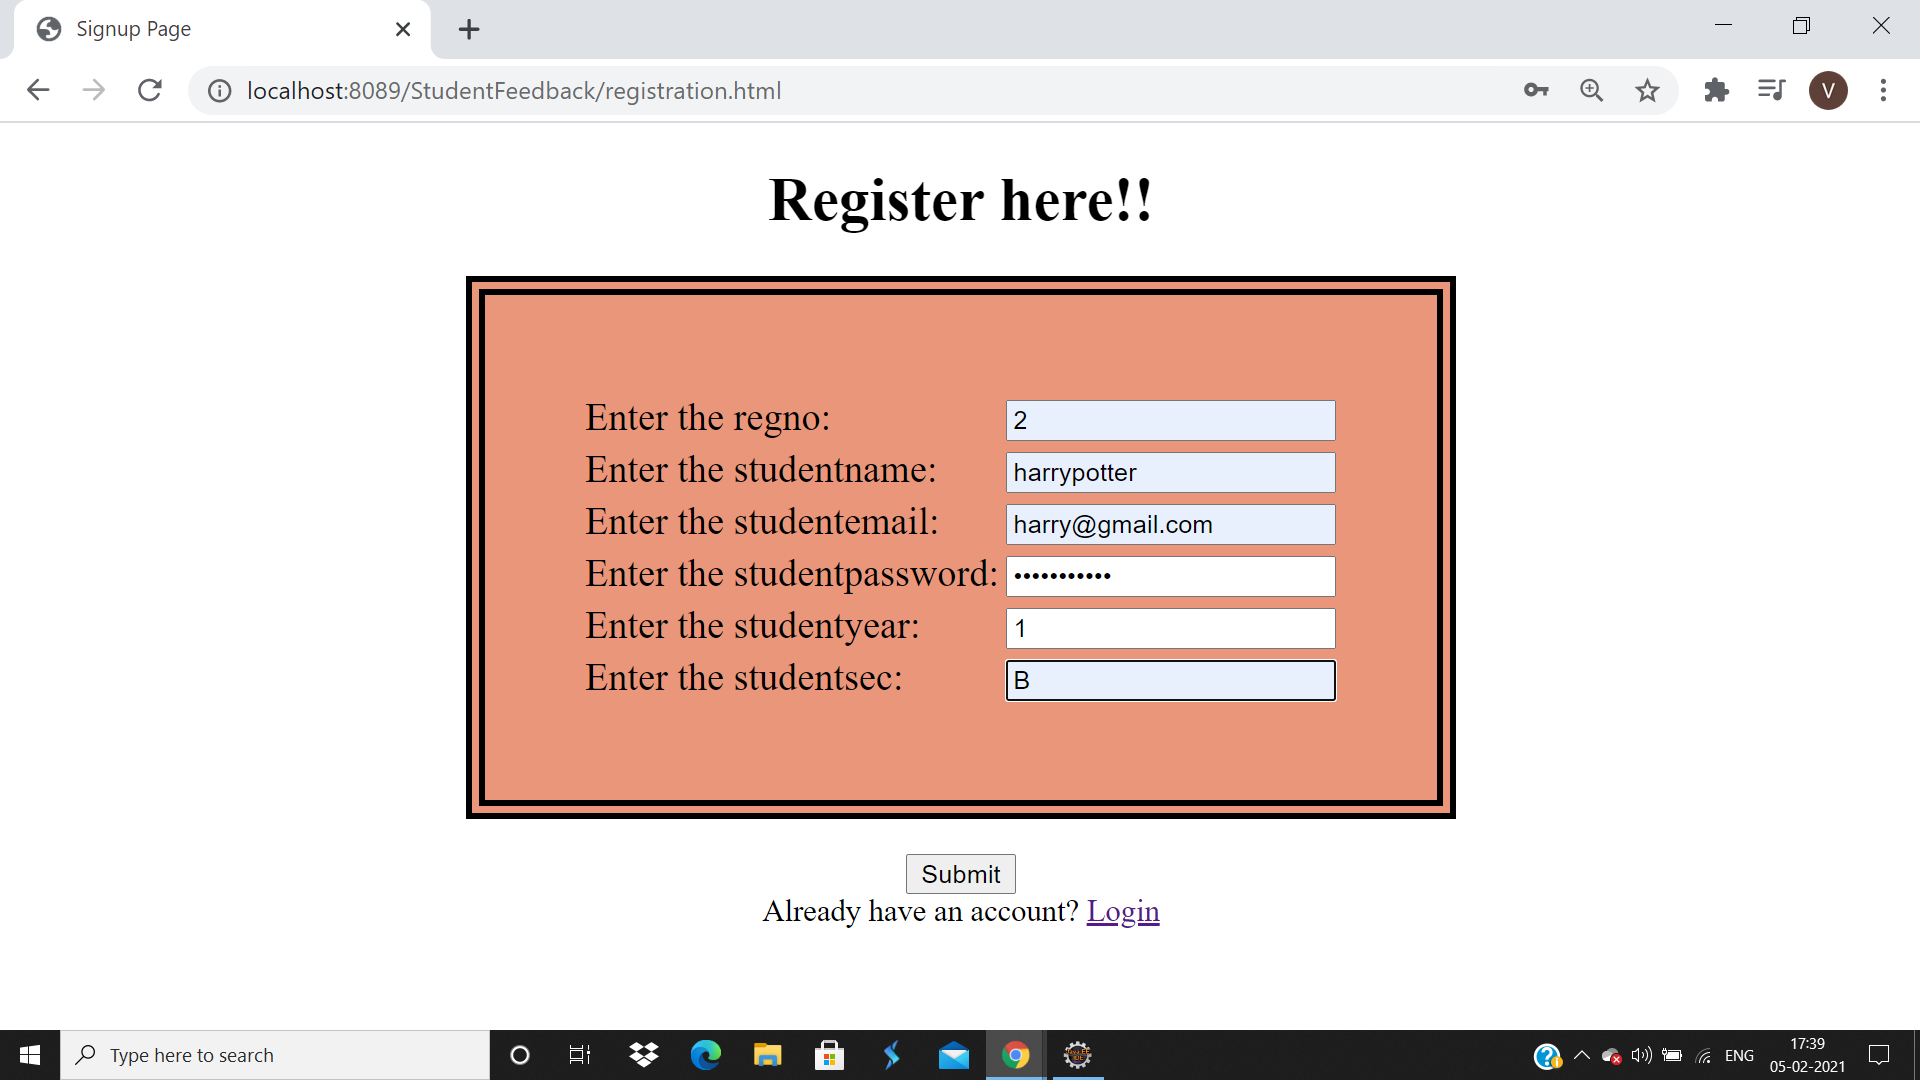 Signup Page
localhost:8089/StudentFeedback/registration.html
V
Register here!!
Enter the regno: 2
Enter the studentname: harrypotter
Enter the studentemail: harry@gmail.com
Enter the studentpassword: •••••••••••
Enter the studentyear: 1
Enter the studentsec: B
Submit
Already have an account? Login
Type here to search
ENG
17:39
05-02-2021